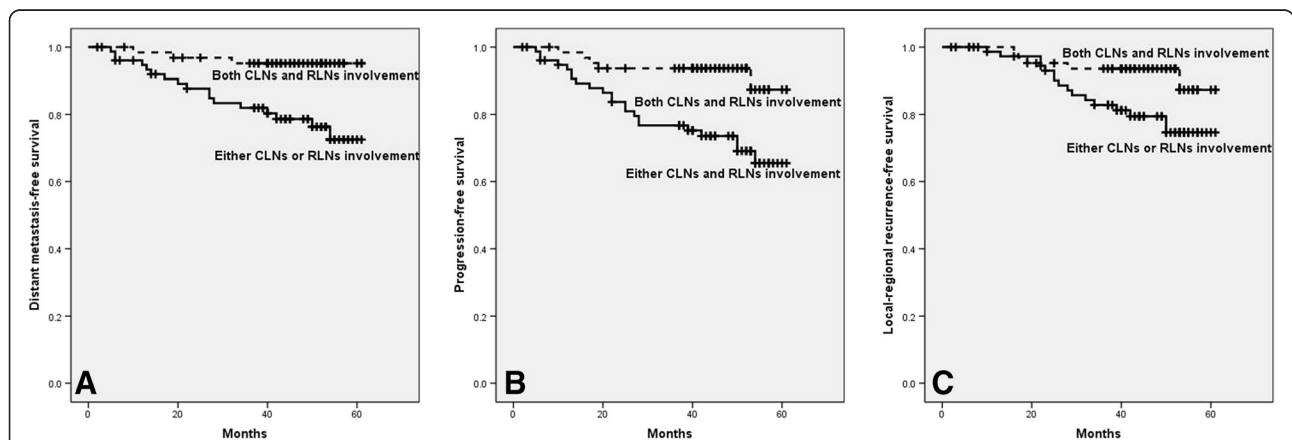 Distant metastasis-free survival
1.0
0.8
0.6
0.4
0.2
0.0
Both CLNs and RLNs involvement
Either CLNs or RLNs involvement
A
0 20 40 60
Months
Progression-free survival
1.0
0.8
0.6
0.4
0.2
0.0
Both CLNs and RLNs involvement
Either CLNs and RLNs involvement
B
0 20 40 60
Months
Local-regional recurrence-free survival
1.0
0.8
0.6
0.4
0.2
0.0
Both CLNs and RLNs involvement
Either CLNs or RLNs involvement
C
0 20 40 60
Months